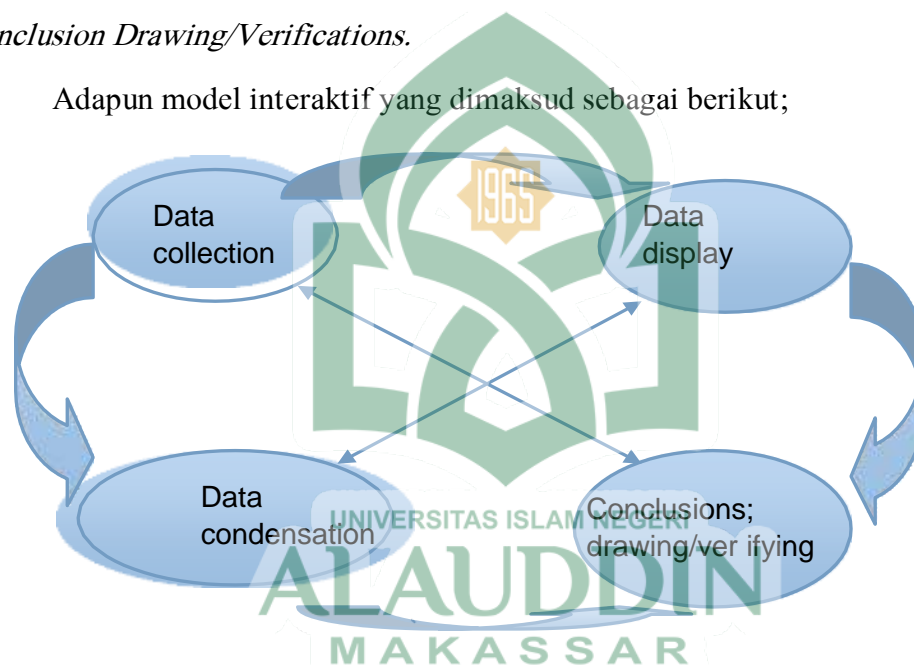 nclusion Drawing/Verifications.
Adapun model interaktif yang dimaksud sebagai berikut;
1965
Data
collection
Data
display
Data
condensation
Conclusions;
drawing/ver ifying
UNIVERSITAS ISLAM NEGERI
ALAUDDIN
MAKASSAR